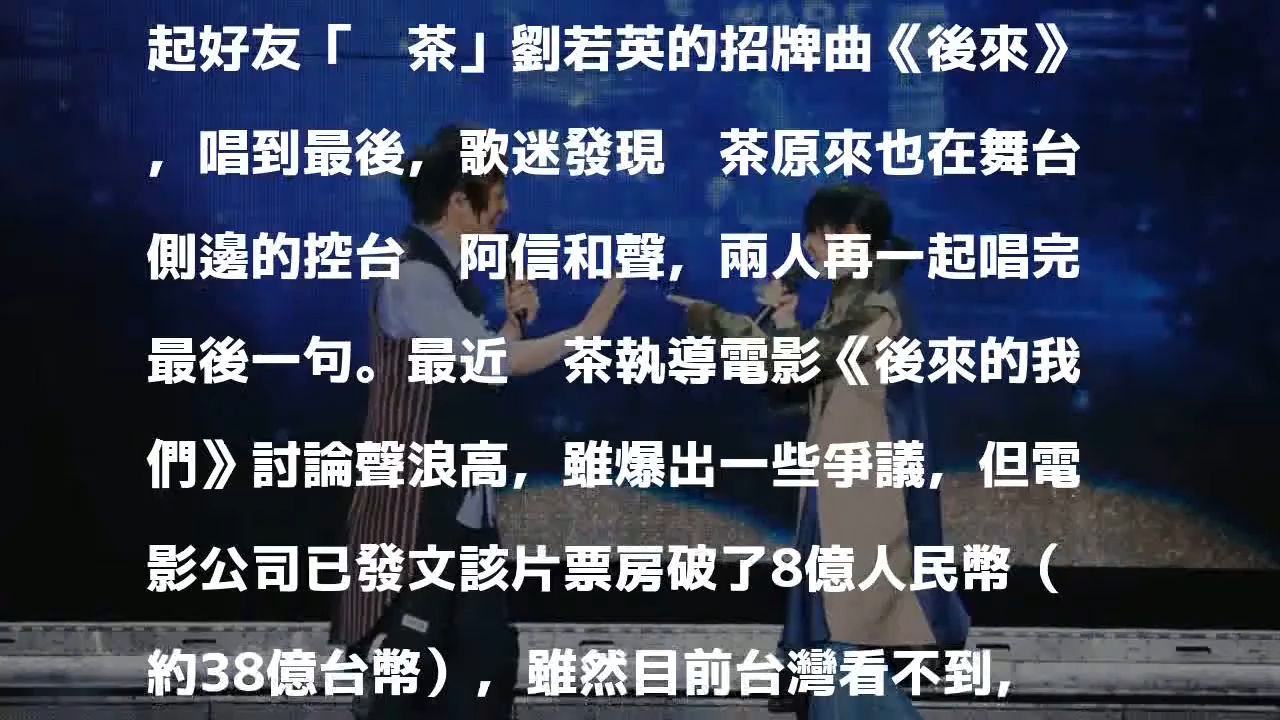 起好友「　茶」劉若英的招牌曲《後來》
，唱到最後，歌迷發現　茶原來也在舞台
側邊的控台　阿信和聲，兩人再一起唱完
最後一句。最近　茶執導電影《後來的我
們》討論聲浪高，雖爆出一些爭議，但電
影公司已發文該片票房破了8億人民幣（
約38億台幣），雖然目前台灣看不到，